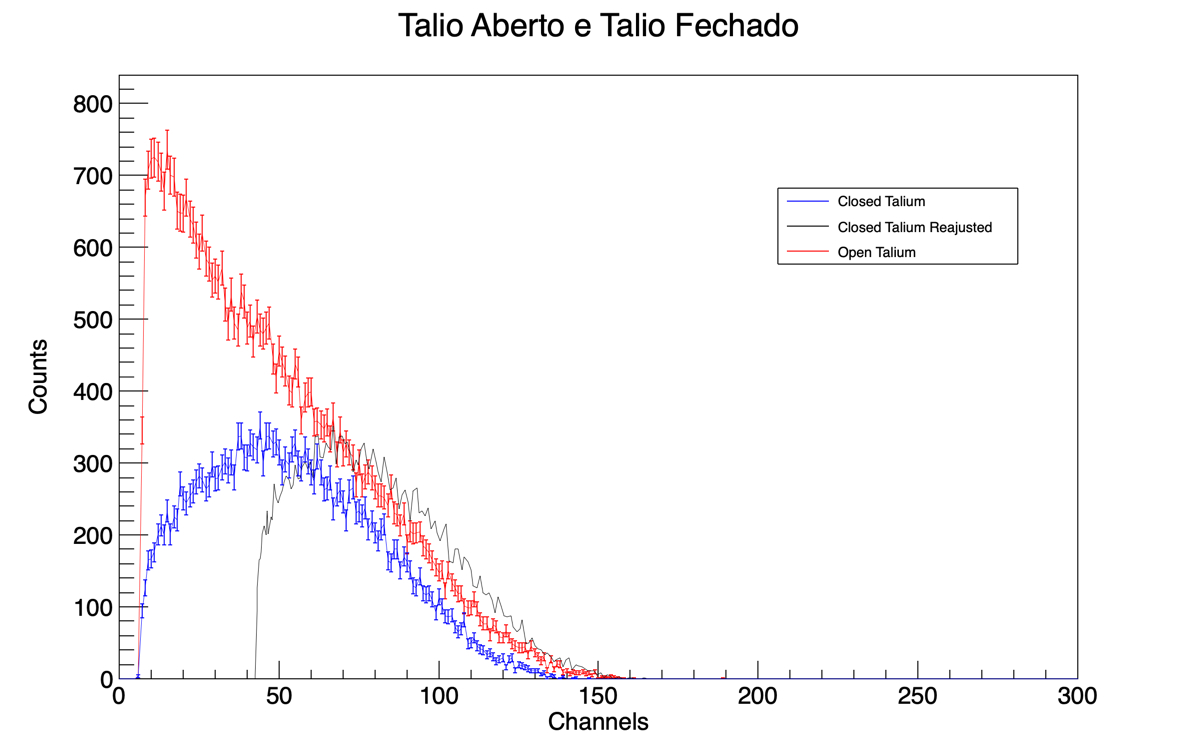 Talio Aberto e Talio Fechado
800
700
600
500
400
300
200
100
0
Counts
Closed Talium
Closed Talium Reajusted
Open Talium
0 50 100 150 200 250 300
Channels